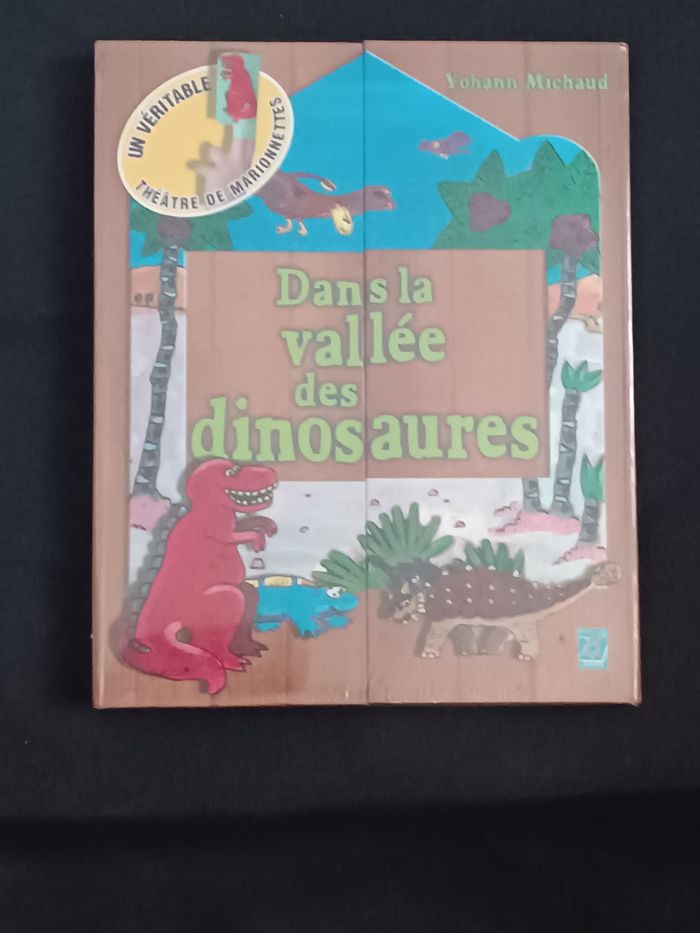 UN VÉRITABLE
THÉÂTRE DE MARIONNETTES
Yohann Michaud
Dans la
vallée
des
dinosaures